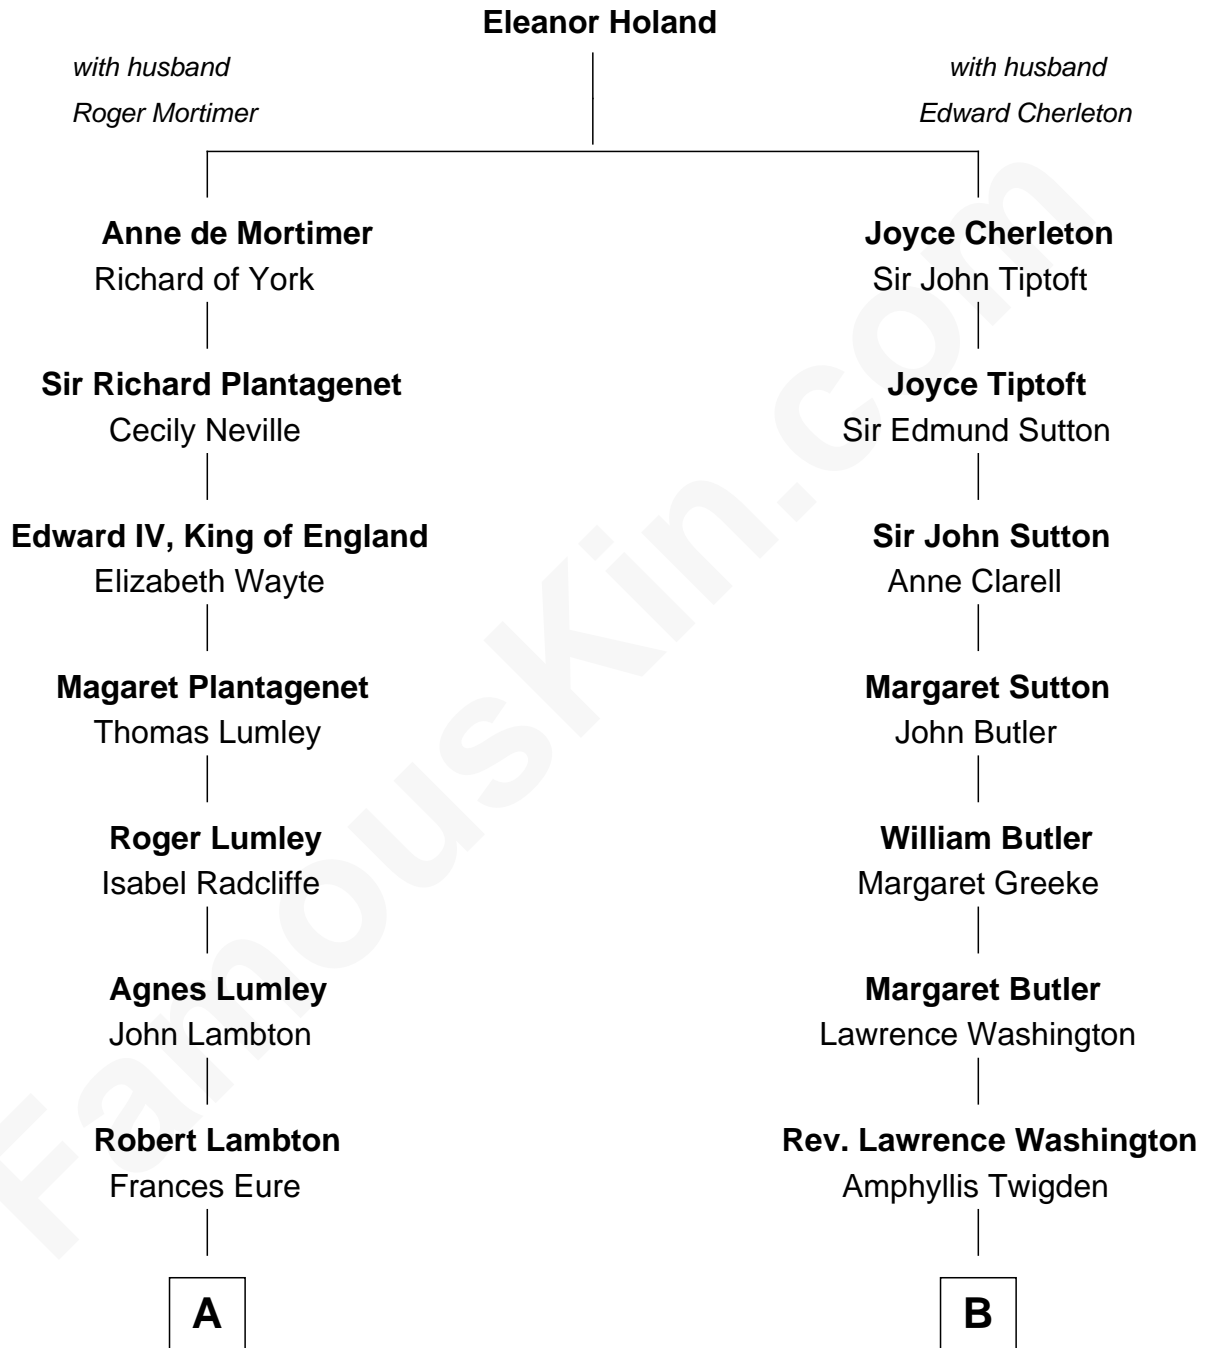 Eleanor Holand
with husband
Roger Mortimer
with husband
Edward Cherleton
Anne de Mortimer
Richard of York
Joyce Cherleton
Sir John Tiptoft
Sir Richard Plantagenet
Cecily Neville
Joyce Tiptoft
Sir Edmund Sutton
Edward IV, King of England
Elizabeth Wayte
Sir John Sutton
Anne Clarell
Magaret Plantagenet
Thomas Lumley
Margaret Sutton
John Butler
Roger Lumley
Isabel Radcliffe
William Butler
Margaret Greeke
Agnes Lumley
John Lambton
Margaret Butler
Lawrence Washington
Robert Lambton
Frances Eure
Rev. Lawrence Washington
Amphyllis Twigden
A
B
FamousKin.com